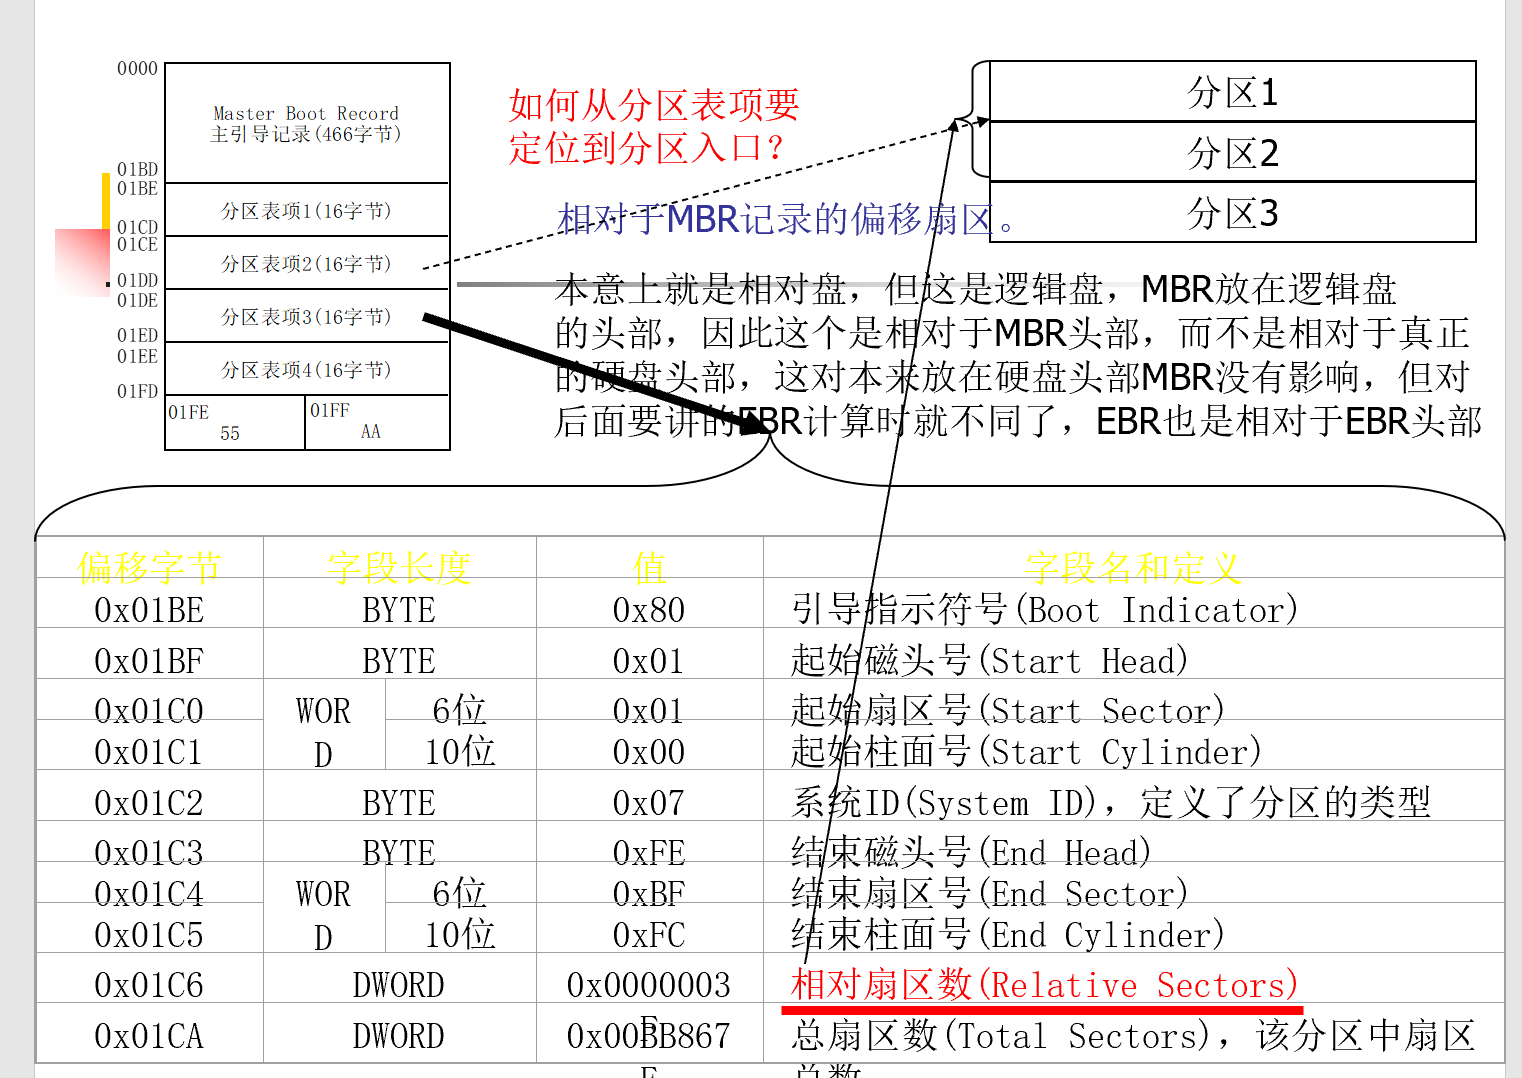 0000
Master Boot Record
主引导记录(466字节)
01BD
01BE
分区表项1(16字节)
01CD
01CE
分区表项2(16字节)
01DD
01DE
分区表项3(16字节)
01ED
01EE
分区表项4(16字节)
01FD
01FE
55
01FF
AA
如何从分区表项要
定位到分区入口？
分区1
分区2
分区3
相对于MBR记录的偏移扇区。
本意上就是相对盘，但这是逻辑盘，MBR放在逻辑盘
的头部，因此这个是相对于MBR头部，而不是相对于真正
的硬盘头部，这对本来放在硬盘头部MBR没有影响，但对
后面要讲的EBR计算时就不同了，EBR也是相对于EBR头部
偏移字节 字段长度 值 字段名和定义
0x01BE BYTE 0x80 引导指示符号(Boot Indicator)
0x01BF BYTE 0x01 起始磁头号(Start Head)
0x01C0 WOR 6位 0x01 起始扇区号(Start Sector)
0x01C1 D 10位 0x00 起始柱面号(Start Cylinder)
0x01C2 BYTE 0x07 系统ID(System ID)，定义了分区的类型
0x01C3 BYTE 0xFE 结束磁头号(End Head)
0x01C4 WOR 6位 0xBF 结束扇区号(End Sector)
0x01C5 D 10位 0xFC 结束柱面号(End Cylinder)
0x01C6 DWORD 0x0000003 相对扇区数(Relative Sectors)
0x01CA DWORD 0x00BB867 总扇区数(Total Sectors)，该分区中扇区
总数